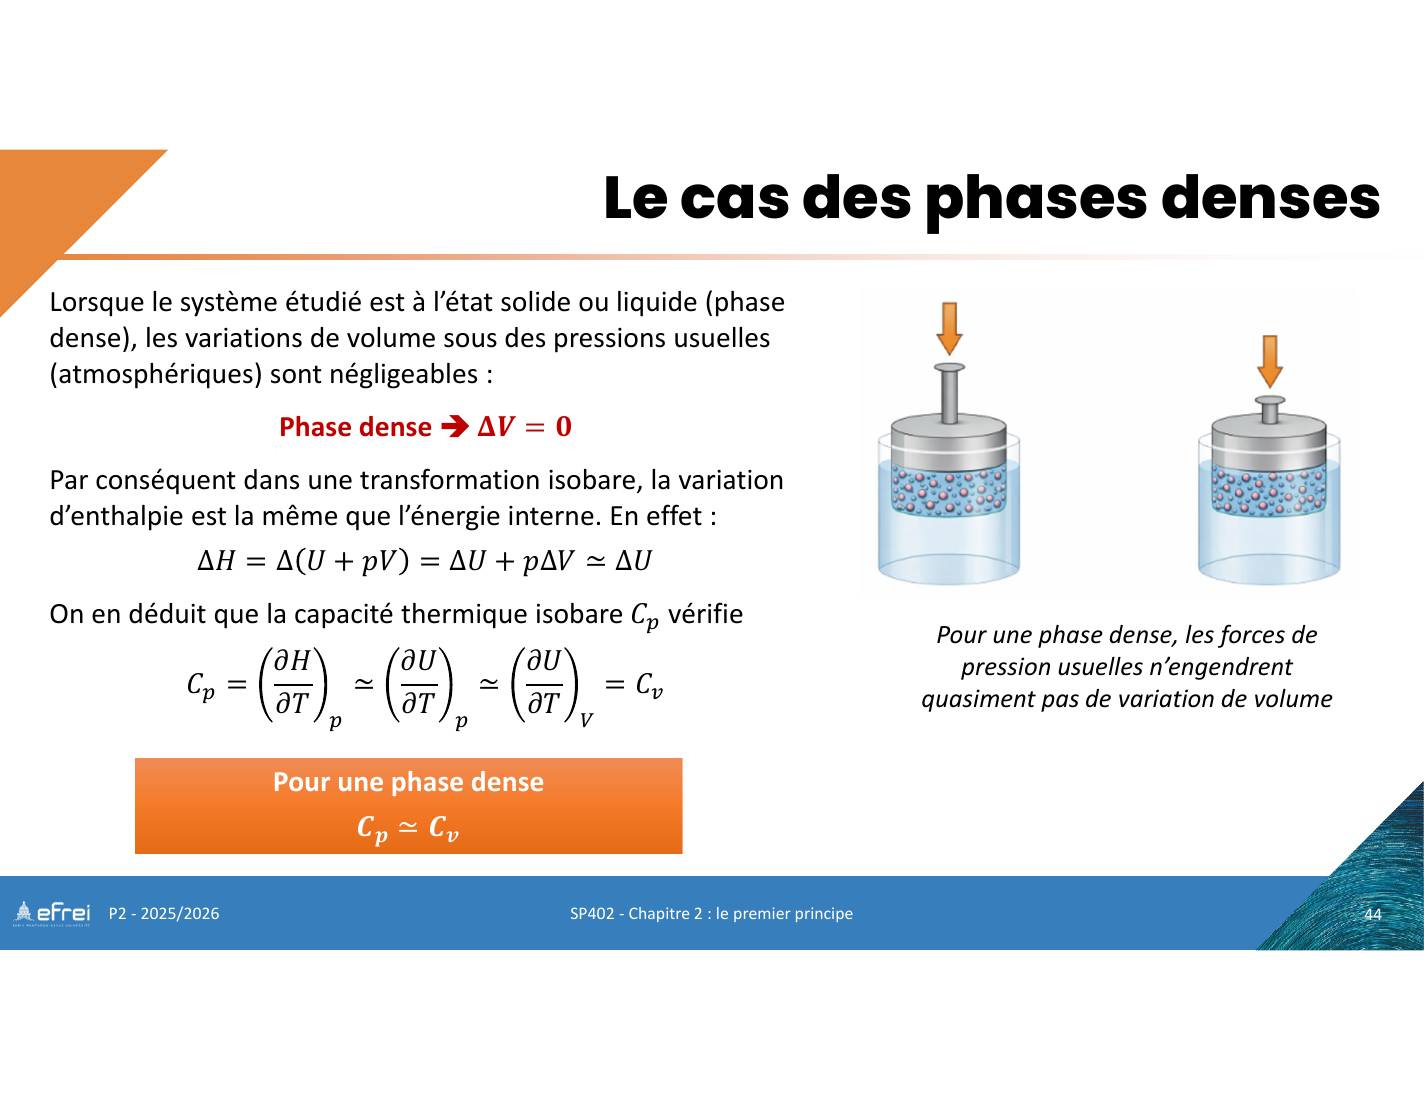 Le cas des phases denses
Lorsque le système étudié est à l’état solide ou liquide (phase
dense), les variations de volume sous des pressions usuelles
(atmosphériques) sont négligeables :
Phase dense ➔ Δ𝑽 = 𝟎
Par conséquent dans une transformation isobare, la variation
d’enthalpie est la même que l’énergie interne. En effet :
Δ𝐻 = Δ(𝑈 + 𝑝𝑉) = Δ𝑈 + 𝑝Δ𝑉 ≃ Δ𝑈
On en déduit que la capacité thermique isobare 𝐶_𝑝 vérifie
𝐶_𝑝 = (∂𝐻/∂𝑇)_𝑝 ≃ (∂𝑈/∂𝑇)_𝑝 ≃ (∂𝑈/∂𝑇)_𝑉 = 𝐶_𝑣
Pour une phase dense
𝑪_𝒑 ≃ 𝑪_𝒗
Pour une phase dense, les forces de
pression usuelles n’engendrent
quasiment pas de variation de volume
efrei
P2 - 2025/2026
SP402 - Chapitre 2 : le premier principe
44